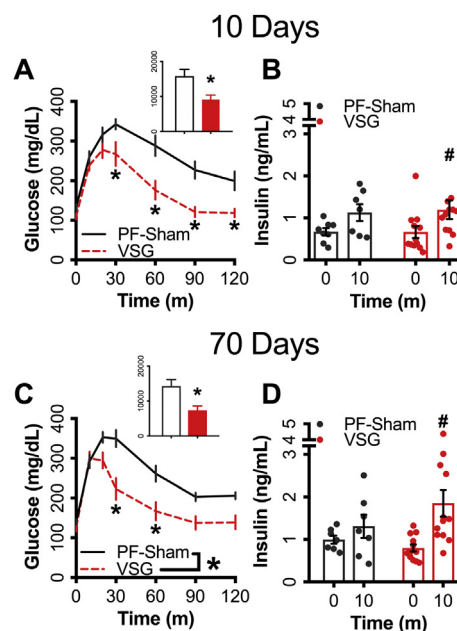 10 Days
A
Glucose (mg/dL)
400
300
200
100
0
20000
10000
0
*
* * * *
PF-Sham
VSG
0 30 60 90 120
Time (m)
B
Insulin (ng/mL)
5
3 4
2
1
0
PF-Sham
VSG
#
0 10 0 10
Time (m)
70 Days
C
Glucose (mg/dL)
400
300
200
100
0
20000
10000
0
*
* *
PF-Sham
VSG
*
0 30 60 90 120
Time (m)
D
Insulin (ng/mL)
5
3 4
2
1
0
PF-Sham
VSG
#
0 10 0 10
Time (m)